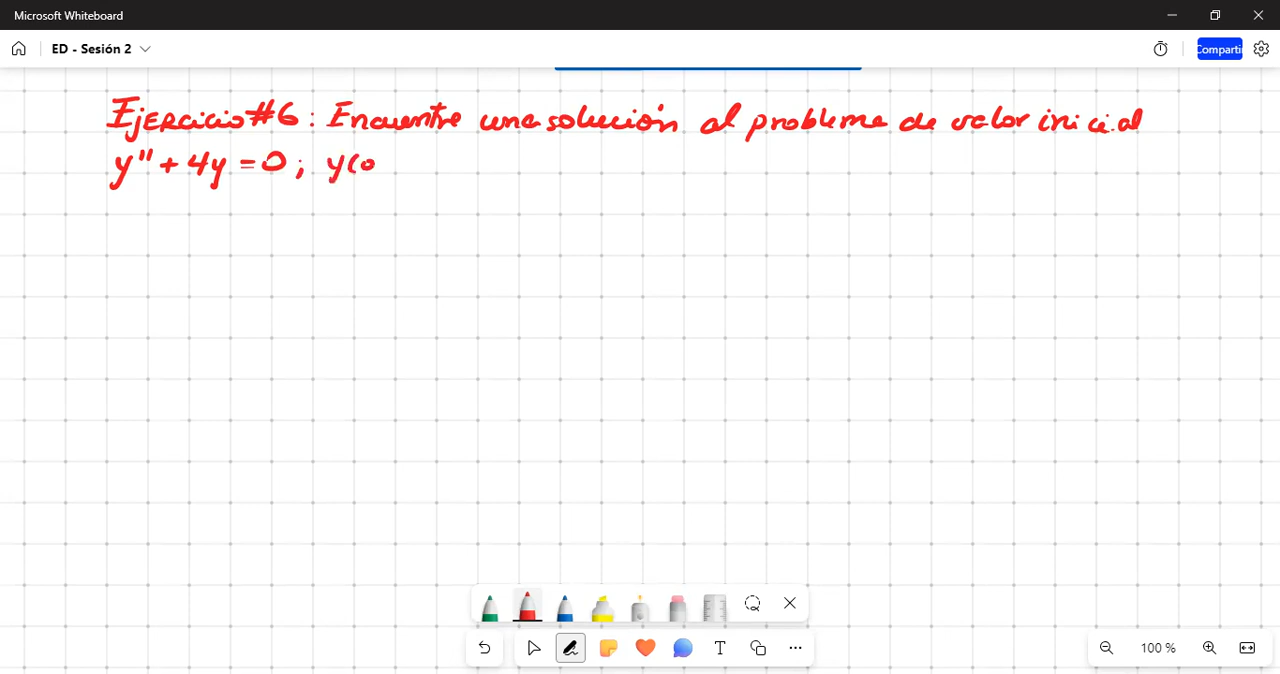 Microsoft Whiteboard
ED - Sesión 2
Comparti
Ejercicio #6: Encuentre una solución al problema de valor inicial
y'' + 4y = 0; y(0
100 %